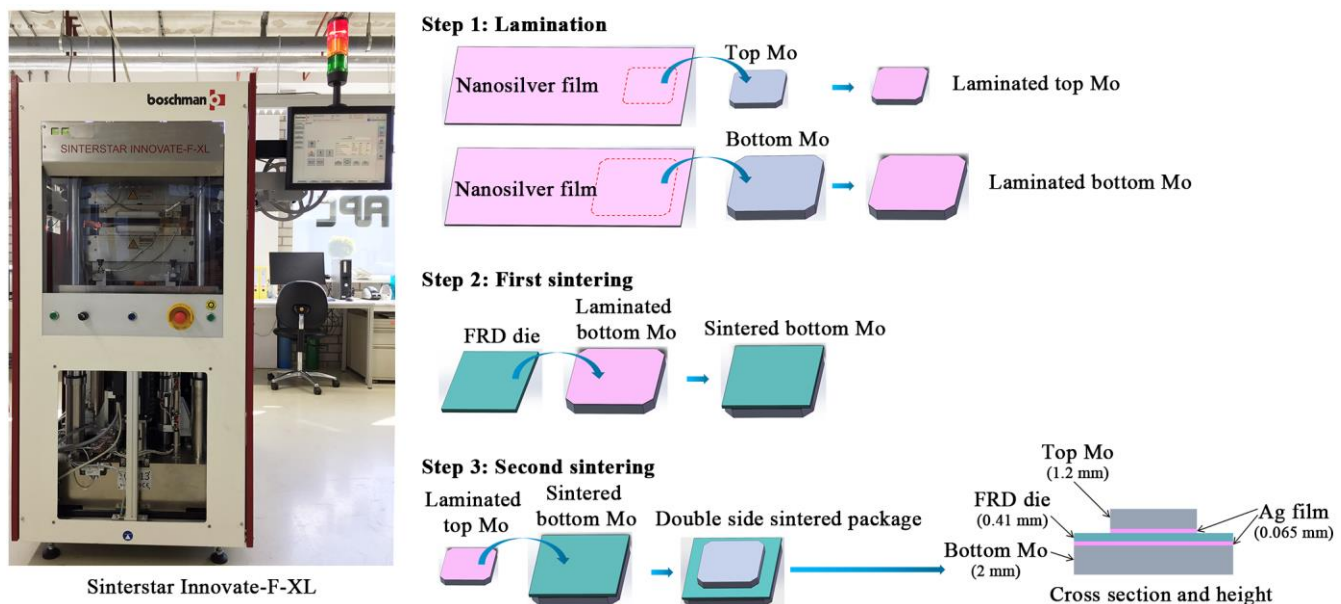 boschman
SINTERSTAR INNOVATE-F-XL
APC
Sinterstar Innovate-F-XL
Step 1: Lamination
Top Mo
Nanosilver film
Laminated top Mo
Bottom Mo
Nanosilver film
Laminated bottom Mo
Step 2: First sintering
FRD die
Laminated
bottom Mo
Sintered bottom Mo
Step 3: Second sintering
Laminated
top Mo
Sintered
bottom Mo
Double side sintered package
Top Mo
(1.2 mm)
FRD die
(0.41 mm)
Ag film
(0.065 mm)
Bottom Mo
(2 mm)
Cross section and height